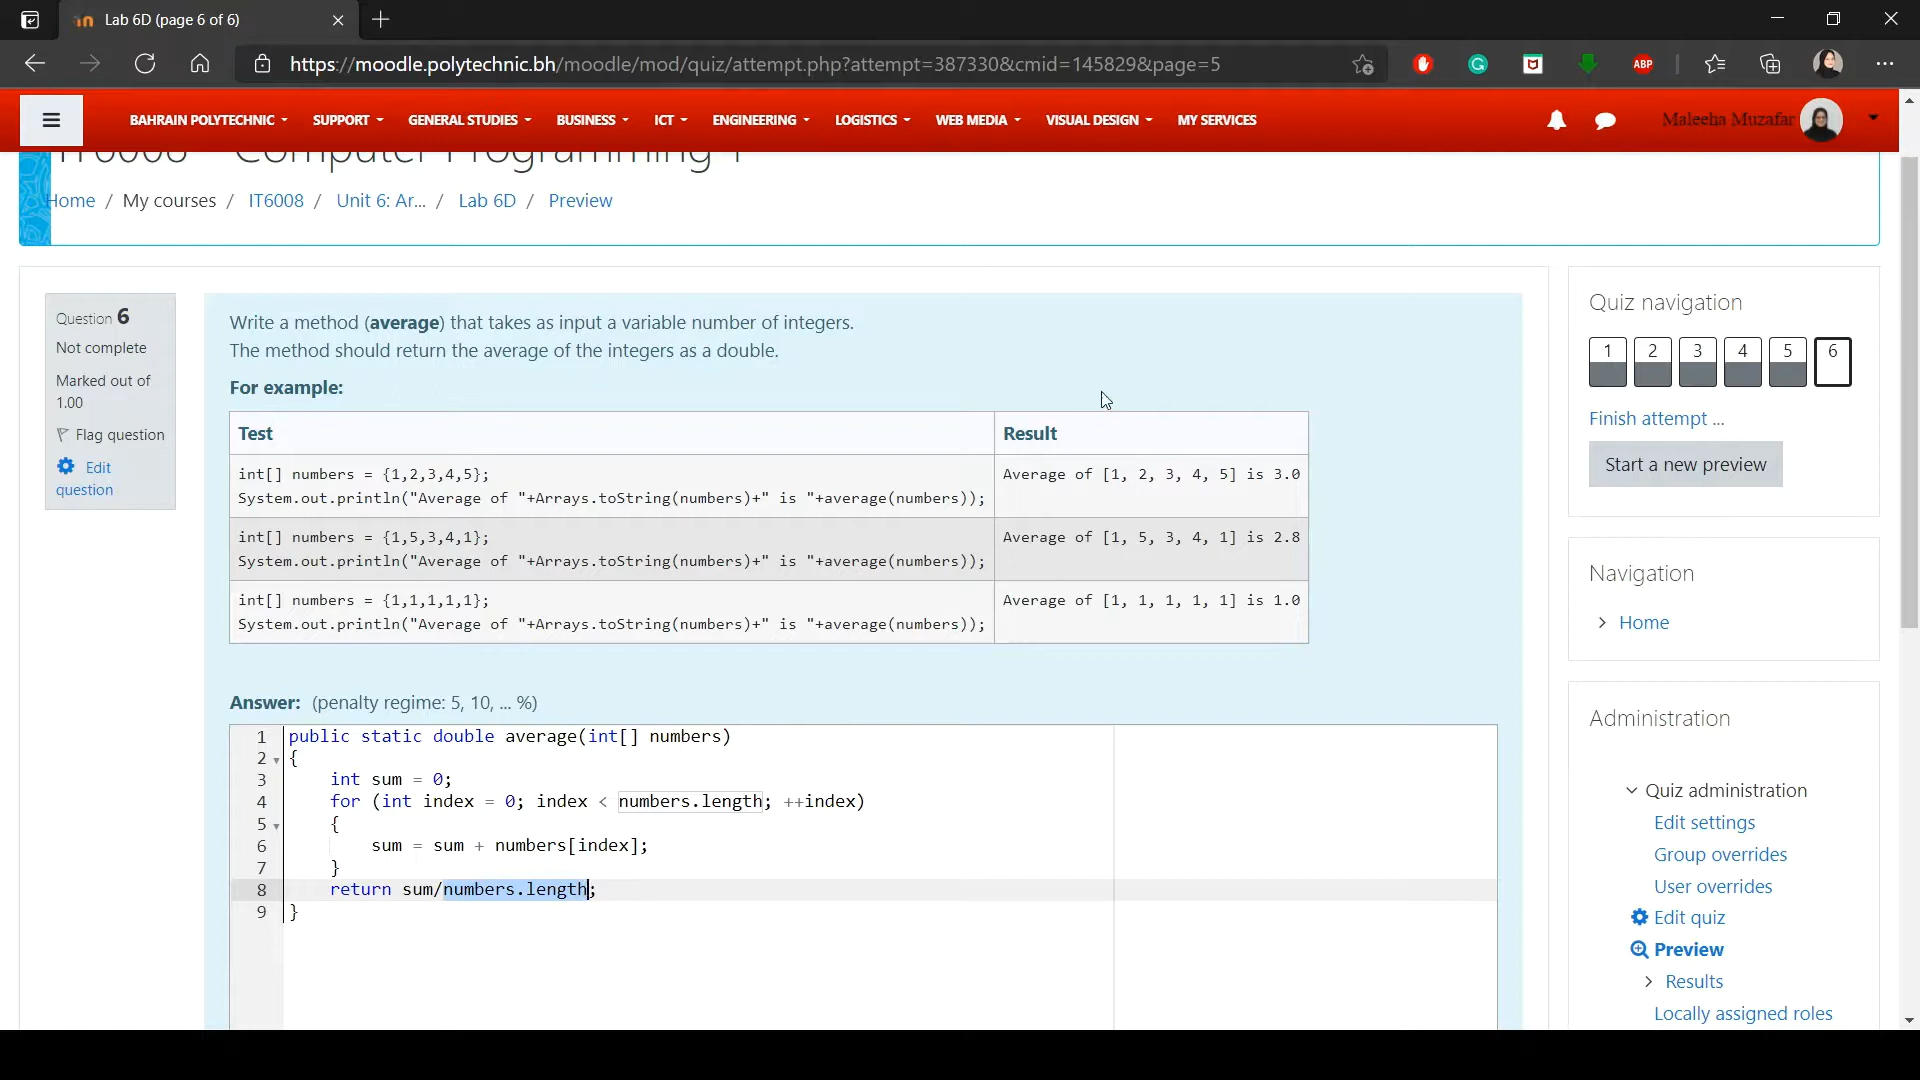 Lab 6D (page 6 of 6)
https://moodle.polytechnic.bh/moodle/mod/quiz/attempt.php?attempt=387330&cmid=145829&page=5
ABP
BAHRAIN POLYTECHNIC SUPPORT GENERAL STUDIES BUSINESS ICT ENGINEERING LOGISTICS WEB MEDIA VISUAL DESIGN MY SERVICES
Maleeha Muzafar
IT6008 - Computer Programming 1
Home / My courses / IT6008 / Unit 6: Ar... / Lab 6D / Preview
Question 6
Not complete
Marked out of
1.00
Flag question
Edit
question
Write a method (average) that takes as input a variable number of integers.
The method should return the average of the integers as a double.
For example:
Test Result
int[] numbers = {1,2,3,4,5}; Average of [1, 2, 3, 4, 5] is 3.0
System.out.println("Average of "+Arrays.toString(numbers)+" is "+average(numbers));
int[] numbers = {1,5,3,4,1}; Average of [1, 5, 3, 4, 1] is 2.8
System.out.println("Average of "+Arrays.toString(numbers)+" is "+average(numbers));
int[] numbers = {1,1,1,1,1}; Average of [1, 1, 1, 1, 1] is 1.0
System.out.println("Average of "+Arrays.toString(numbers)+" is "+average(numbers));
Answer: (penalty regime: 5, 10, ... %)
1 public static double average(int[] numbers)
2 {
3 int sum = 0;
4 for (int index = 0; index < numbers.length; ++index)
5 {
6 sum = sum + numbers[index];
7 }
8 return sum/numbers.length;
9 }
Quiz navigation
1 2 3 4 5 6
Finish attempt ...
Start a new preview
Navigation
Home
Administration
Quiz administration
Edit settings
Group overrides
User overrides
Edit quiz
Preview
Results
Locally assigned roles